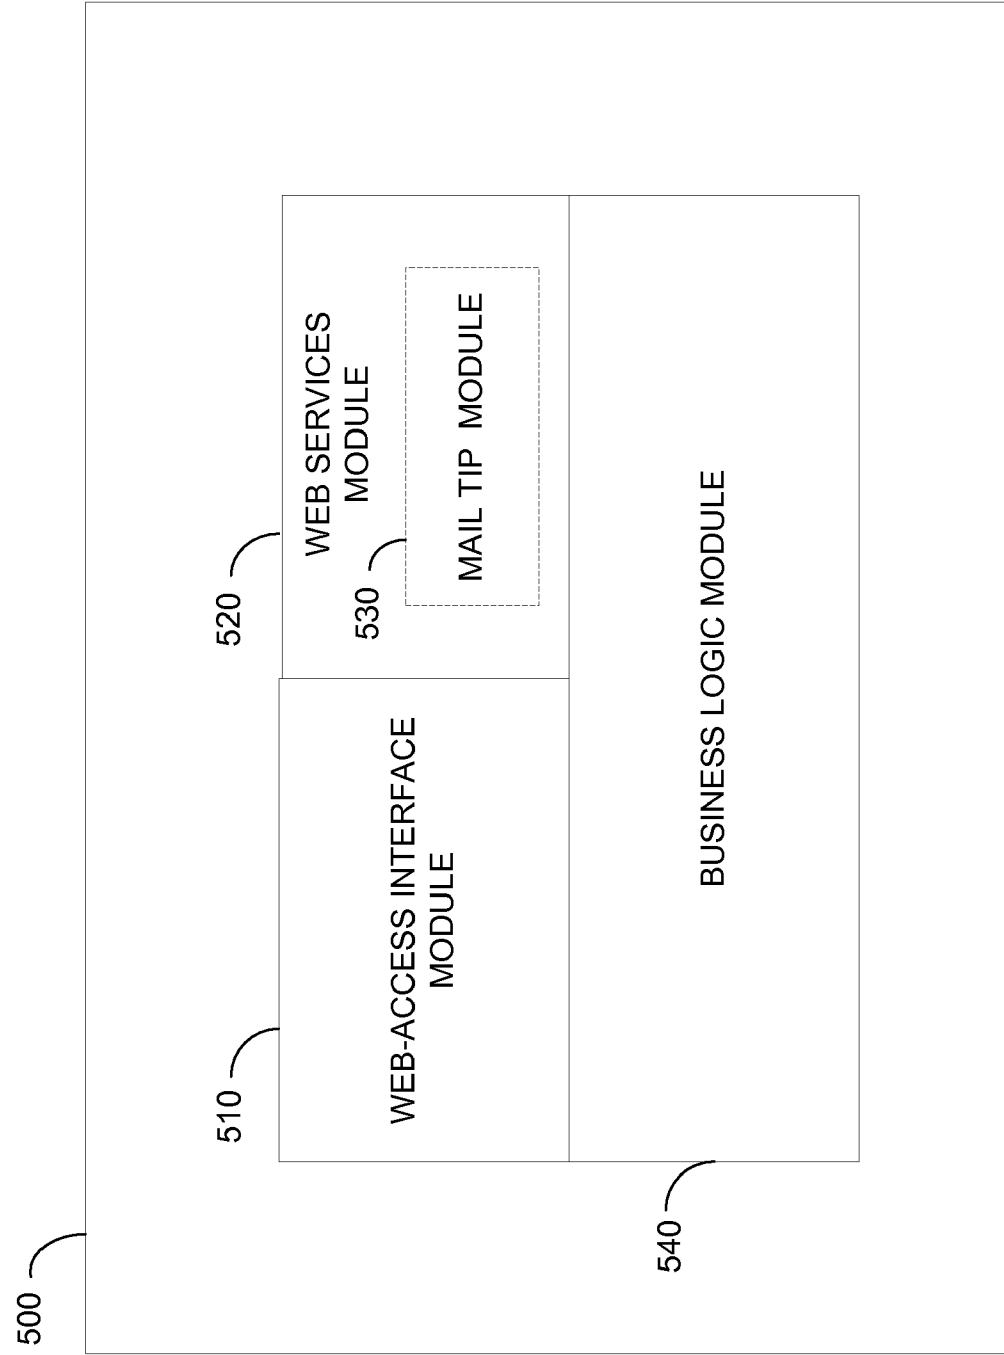 500
510
WEB-ACCESS INTERFACE
MODULE
520
WEB SERVICES
MODULE
530
MAIL TIP MODULE
540
BUSINESS LOGIC MODULE